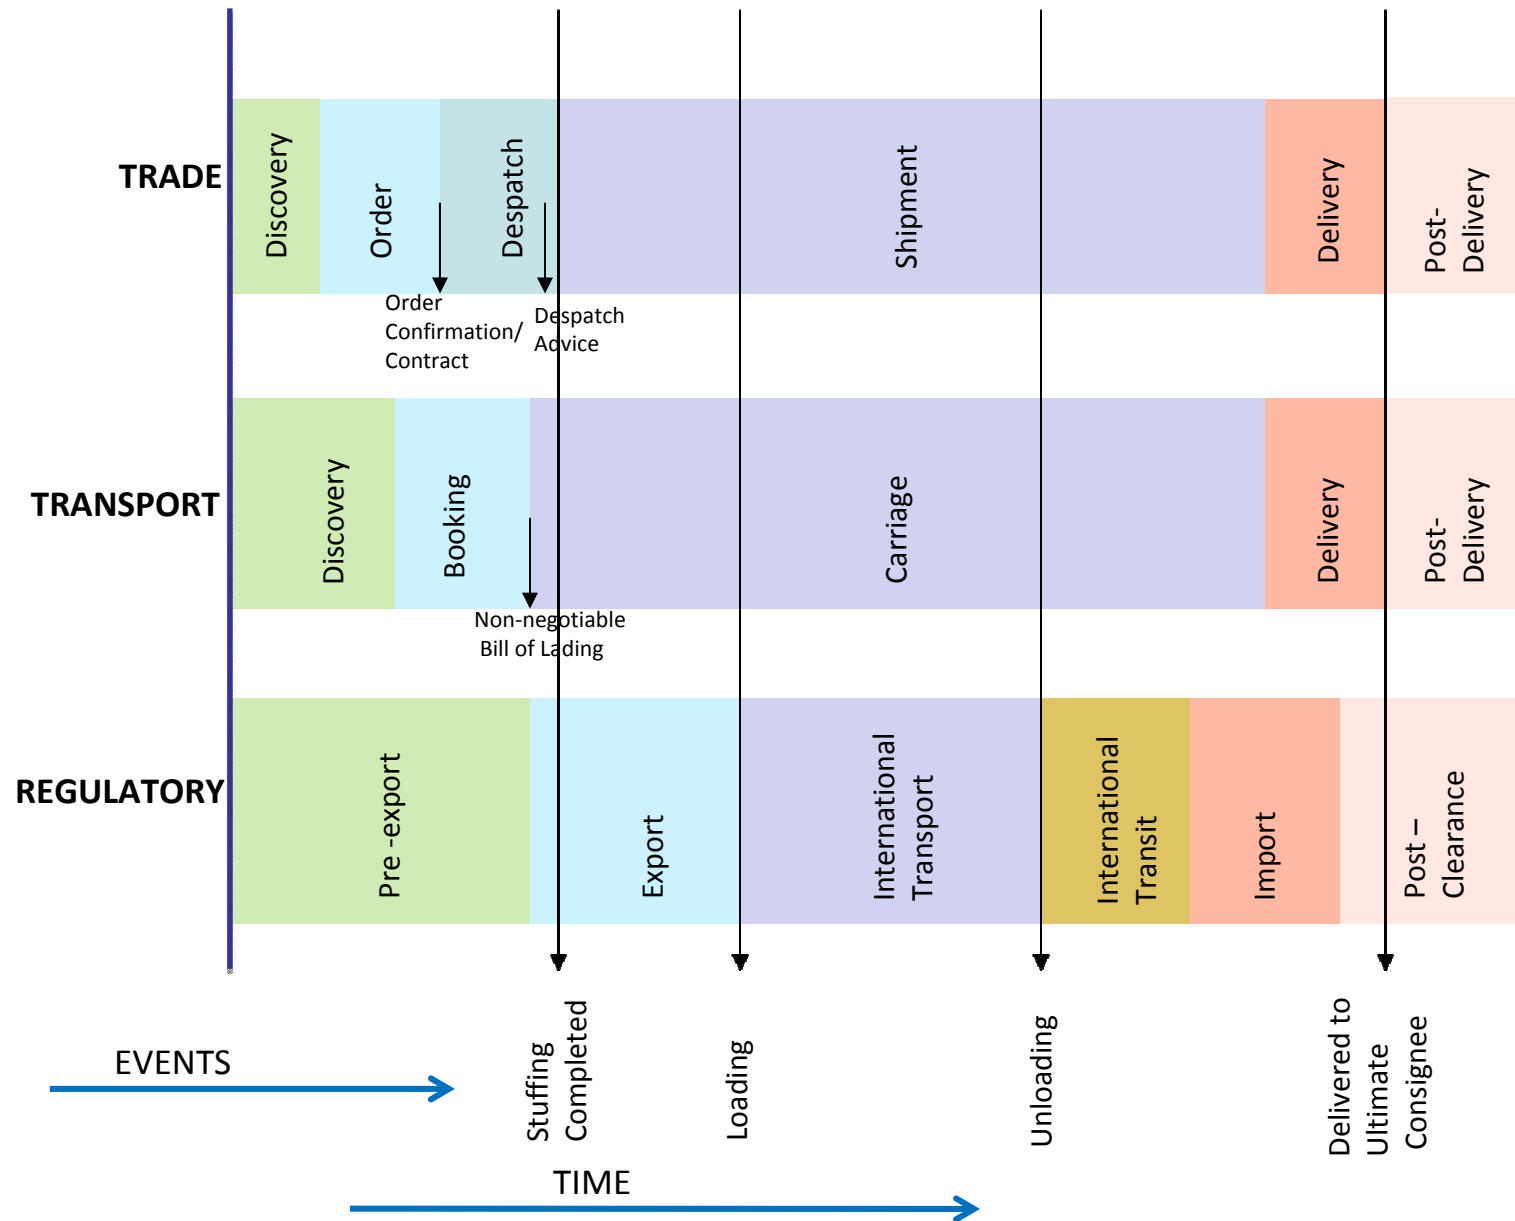 TRADE
Discovery
Order
Despatch
Shipment
Delivery
Post-
Delivery
Order
Confirmation/
Contract
Despatch
Advice
TRANSPORT
Discovery
Booking
Carriage
Delivery
Post-
Delivery
Non-negotiable
Bill of Lading
REGULATORY
Pre -export
Export
International
Transport
International
Transit
Import
Post –
Clearance
EVENTS
Stuffing
Completed
Loading
Unloading
Delivered to
Ultimate
Consignee
TIME